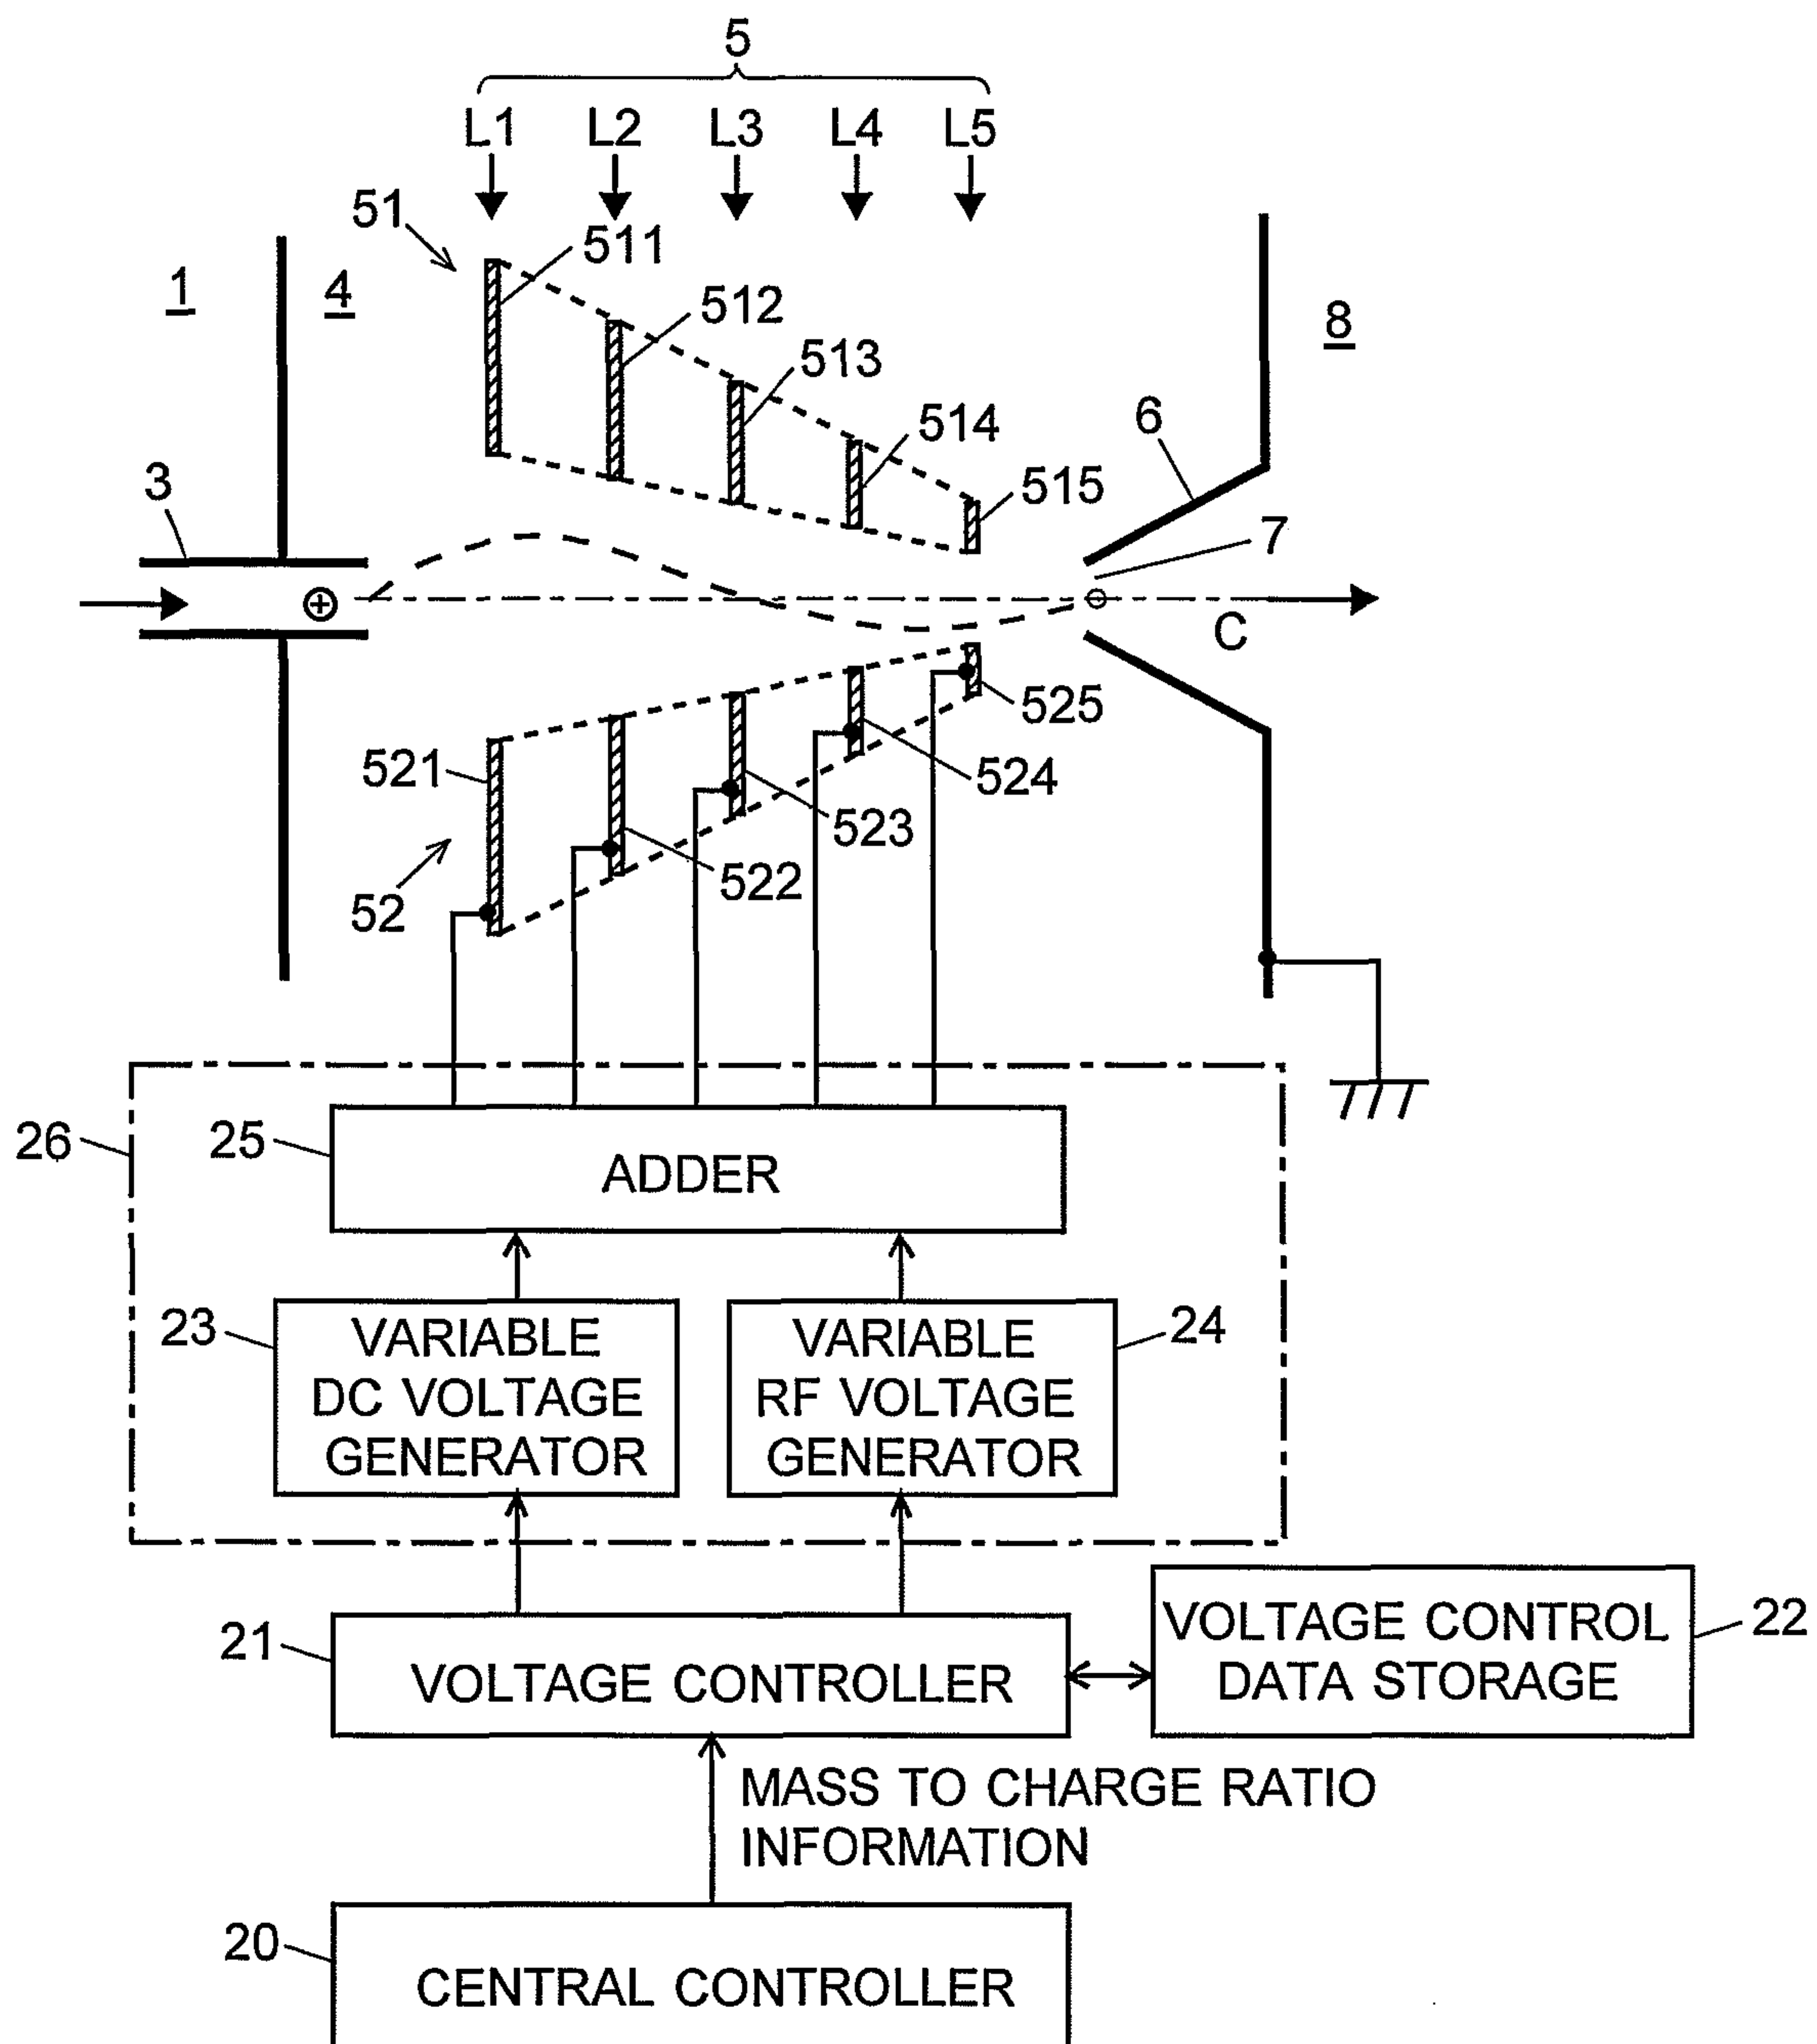 5
L1 L2 L3 L4 L5
51
511
1
4
512
8
513
6
514
3
515
7
C
525
521
524
523
522
52
26
25
ADDER
23
VARIABLE
DC VOLTAGE
GENERATOR
VARIABLE
RF VOLTAGE
GENERATOR
24
21
VOLTAGE CONTROLLER
VOLTAGE CONTROL
DATA STORAGE
22
MASS TO CHARGE RATIO
INFORMATION
20
CENTRAL CONTROLLER